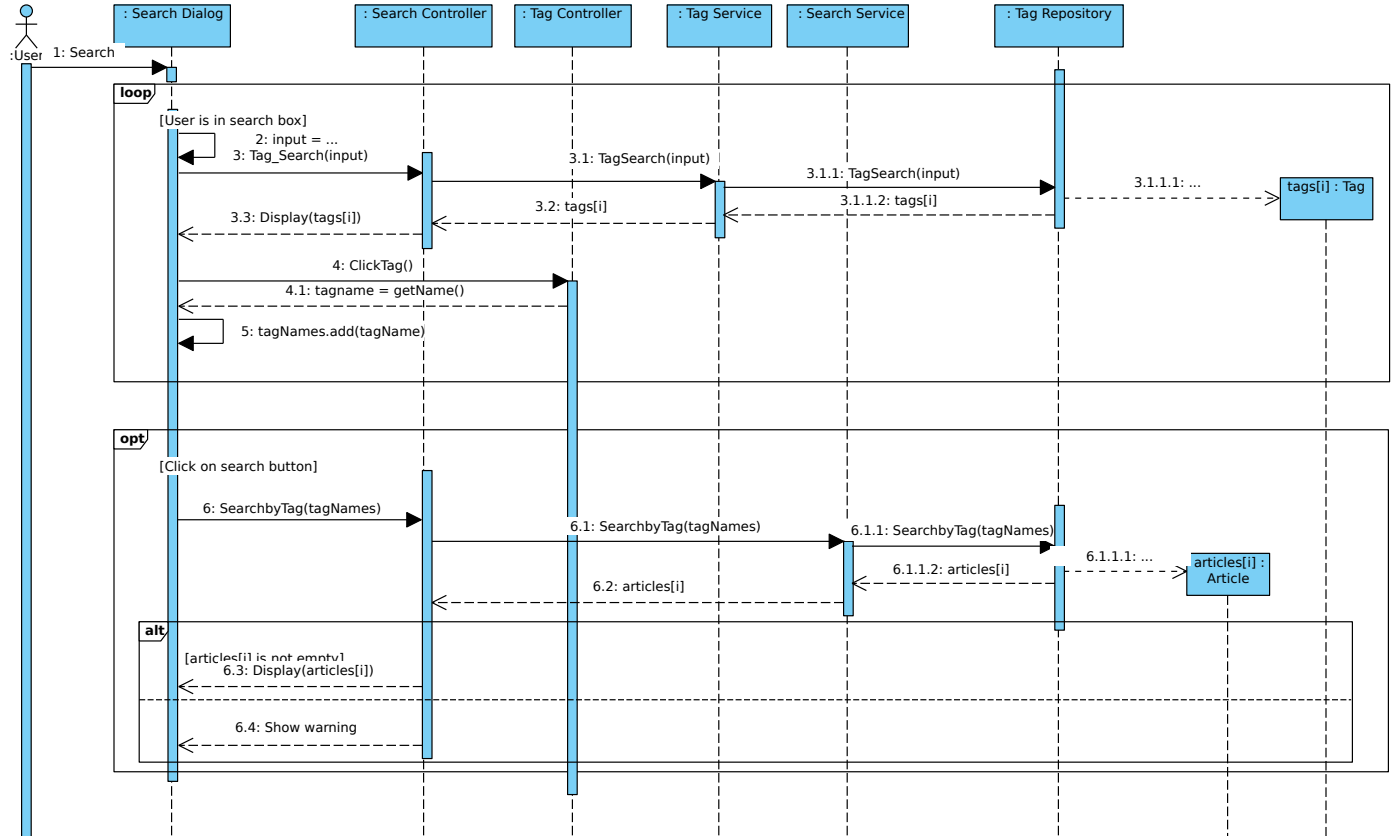 : Search Dialog
: Search Controller
: Tag Controller
: Tag Service
: Search Service
: Tag Repository
:User
1: Search
loop
[User is in search box]
2: input = ...
3: Tag_Search(input)
3.1: TagSearch(input)
3.1.1: TagSearch(input)
3.1.1.1: ...
tags[i] : Tag
3.1.1.2: tags[i]
3.2: tags[i]
3.3: Display(tags[i])
4: ClickTag()
4.1: tagname = getName()
5: tagNames.add(tagName)
opt
[Click on search button]
6: SearchbyTag(tagNames)
6.1: SearchbyTag(tagNames)
6.1.1: SearchbyTag(tagNames)
6.1.1.1: ...
articles[i] :
Article
6.1.1.2: articles[i]
6.2: articles[i]
alt
[articles[i] is not empty]
6.3: Display(articles[i])
6.4: Show warning